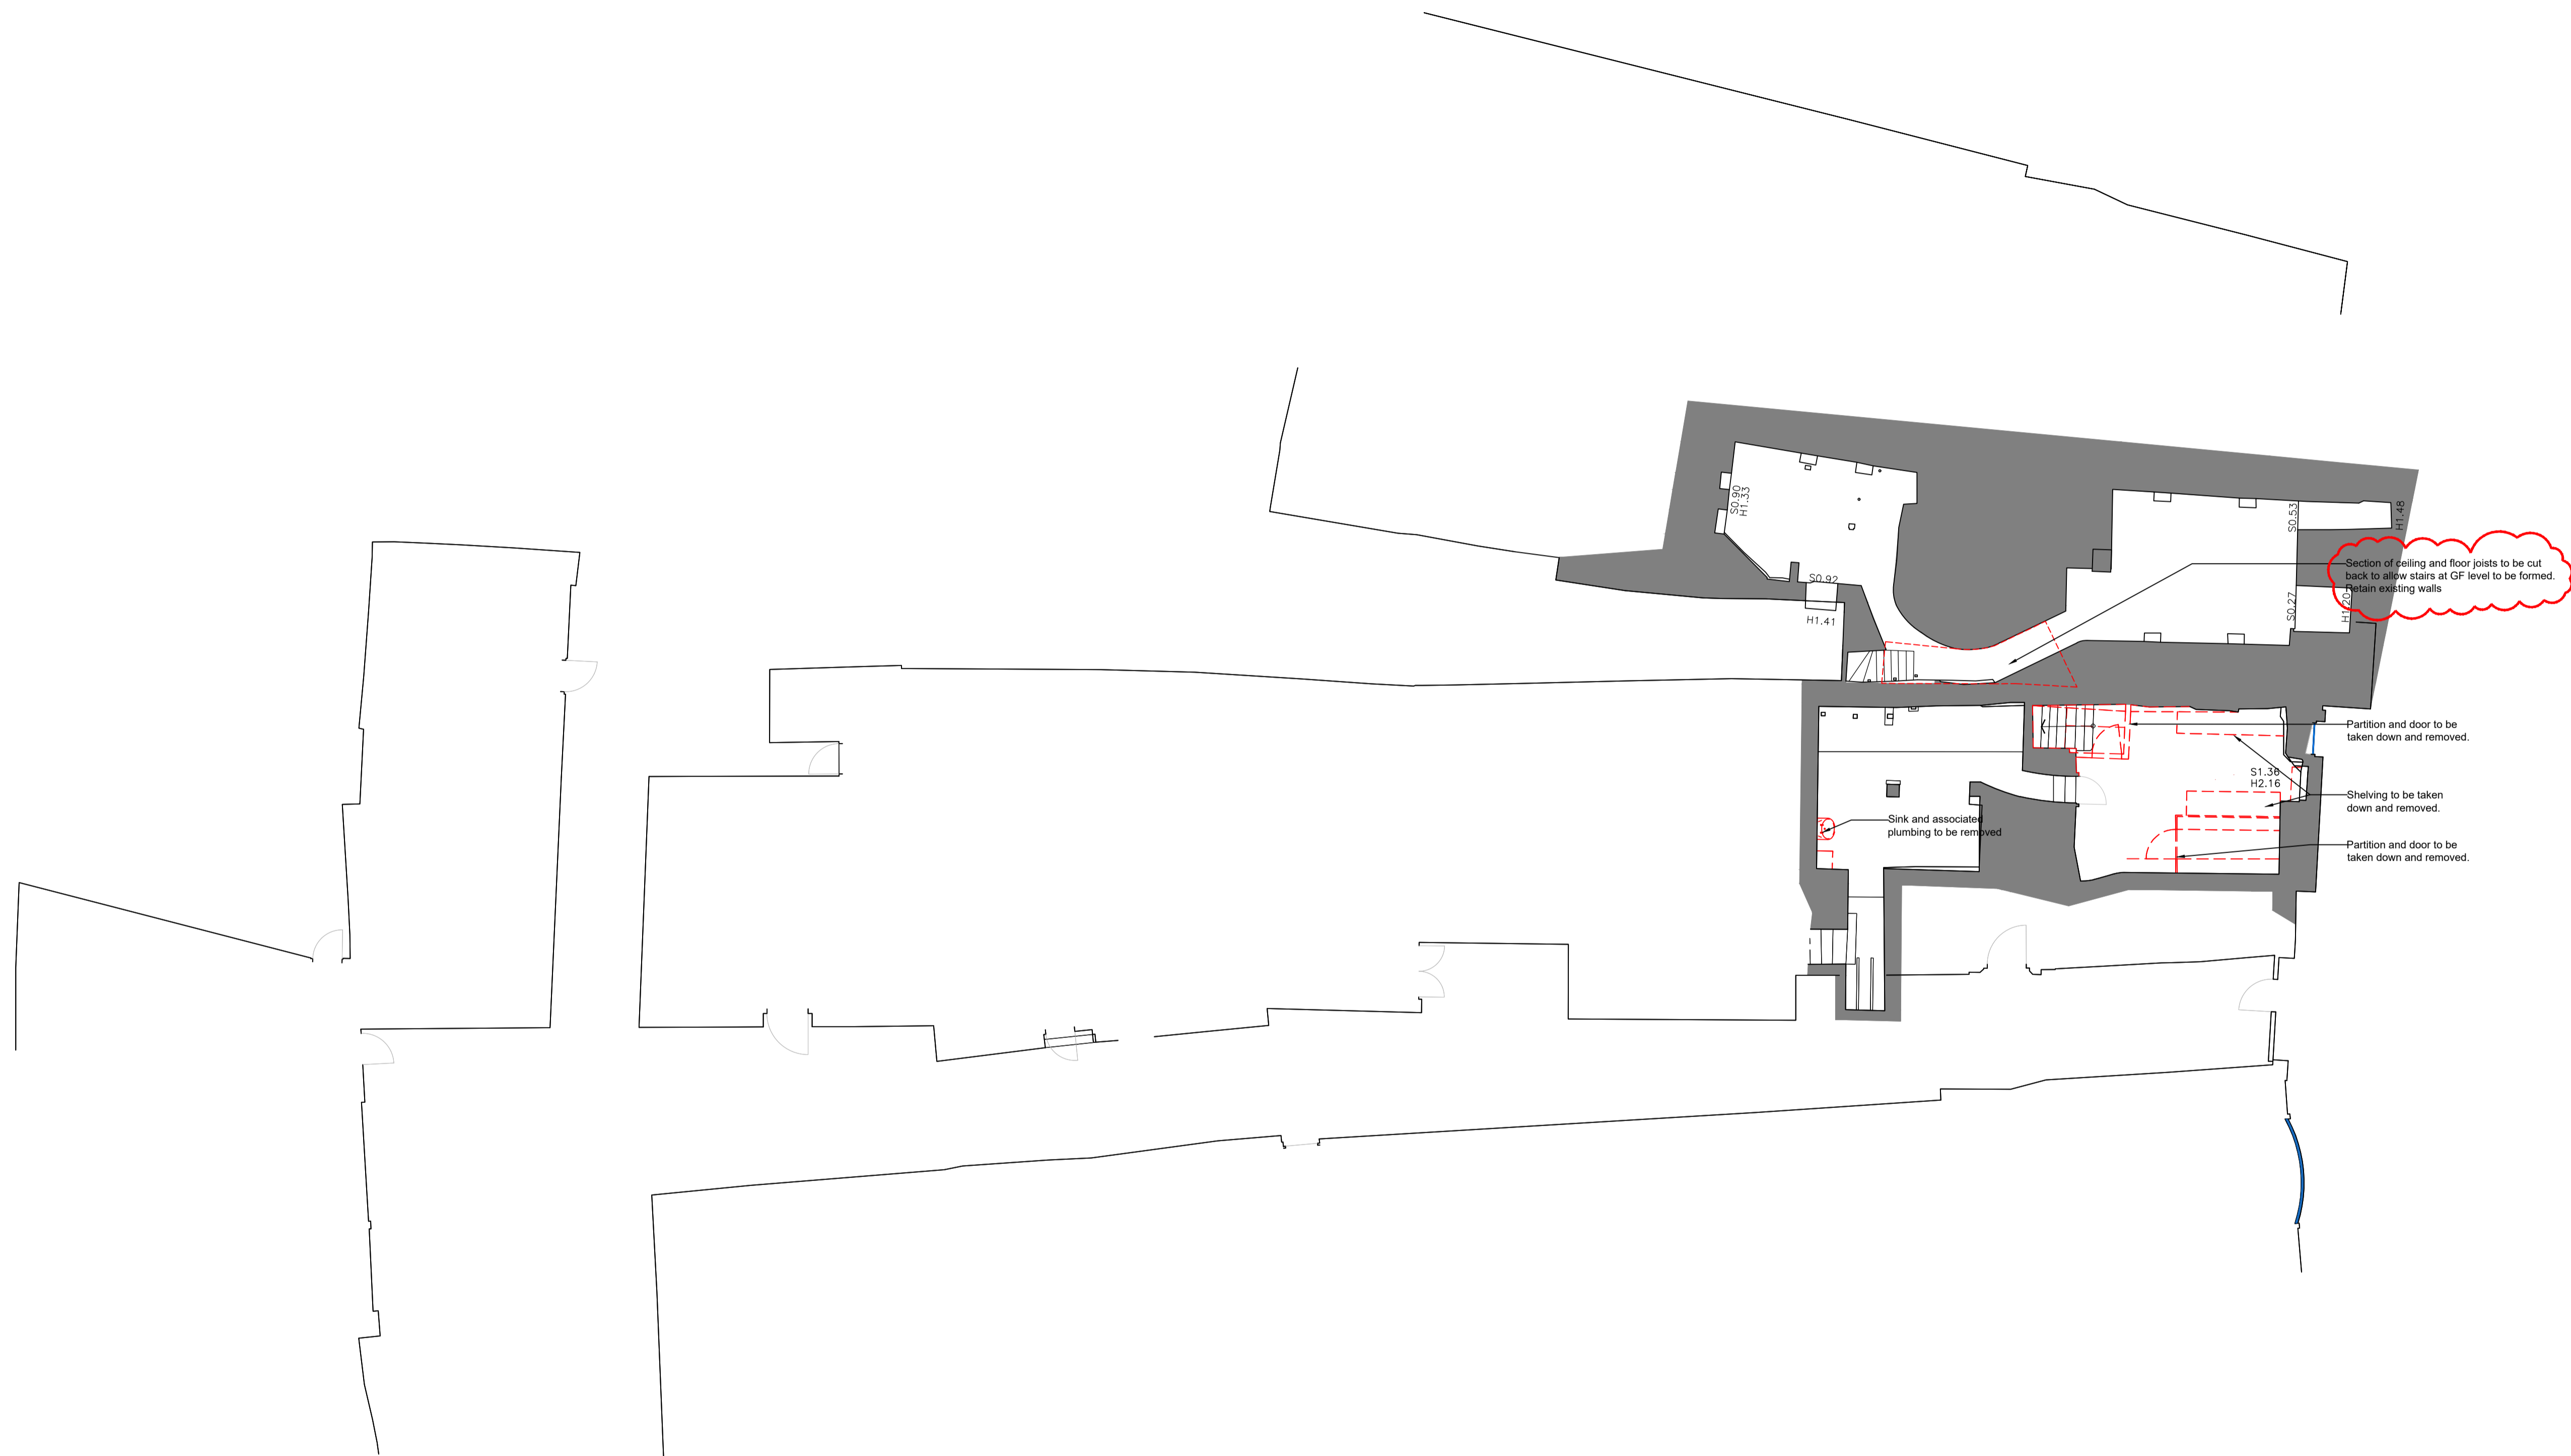 S0.90
H1.33
S0.53
H1.48
Section of ceiling and floor joists to be cut
back to allow stairs at GF level to be formed.
Retain existing walls
S0.92
H1.41
S0.27
H1.20
Partition and door to be
taken down and removed.
S1.36
H2.16
Shelving to be taken
down and removed.
Sink and associated
plumbing to be removed
Partition and door to be
taken down and removed.